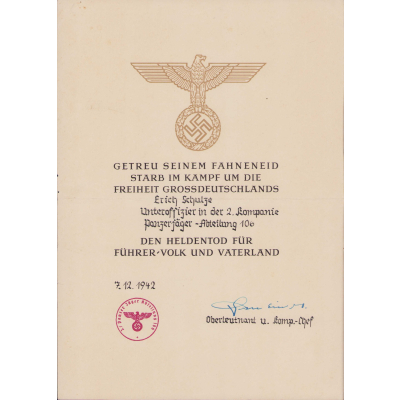 GETREU SEINEM FAHNENEID
STARB IM KAMPF UM DIE
FREIHEIT GROSSDEUTSCHLANDS
Erich Schulze
Unteroffizier in der 2. Kompanie
Panzerjäger-Abteilung 106
DEN HELDENTOD FÜR
FÜHRER·VOLK UND VATERLAND
7.12.1942
Oberleutnant u. Komp.-Chef